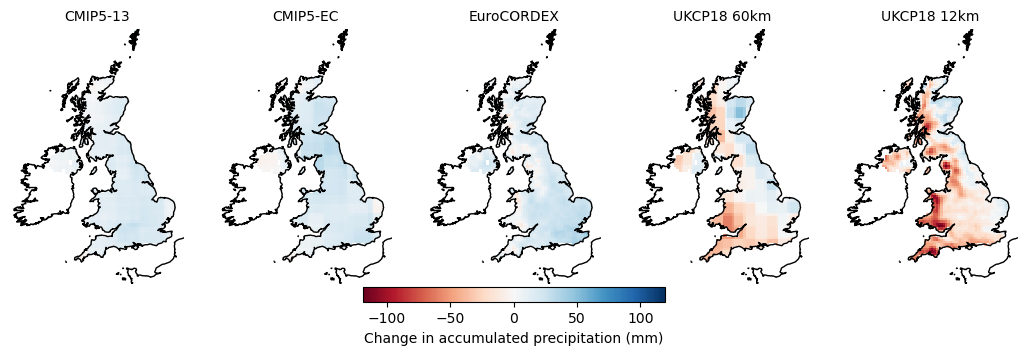 CMIP5-13 CMIP5-EC EuroCORDEX UKCP18 60km UKCP18 12km
−100 −50 0 50 100
Change in accumulated precipitation (mm)